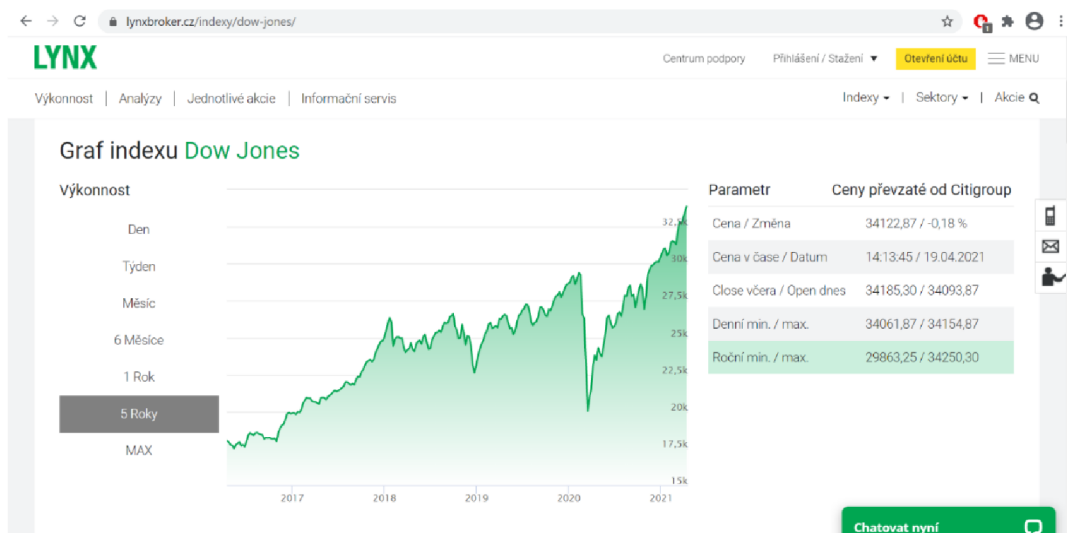 lynxbroker.cz/indexy/dow-jones/
1
LYNX
Centrum podpory Přihlášení / Stažení ▼ Otevření účtu MENU
Výkonnost | Analýzy | Jednotlivé akcie | Informační servis
Indexy | Sektory | Akcie
Graf indexu Dow Jones
Výkonnost
Den
Týden
Měsíc
6 Měsíce
1 Rok
5 Roky
MAX
32,5k
30k
27,5k
25k
22,5k
20k
17,5k
15k
2017 2018 2019 2020 2021
Parametr Ceny převzaté od Citigroup
Cena / Změna 34122,87 / -0,18 %
Cena v čase / Datum 14:13:45 / 19.04.2021
Close včera / Open dnes 34185,30 / 34093,87
Denní min. / max. 34061,87 / 34154,87
Roční min. / max. 29863,25 / 34250,30
Chatovat nyní